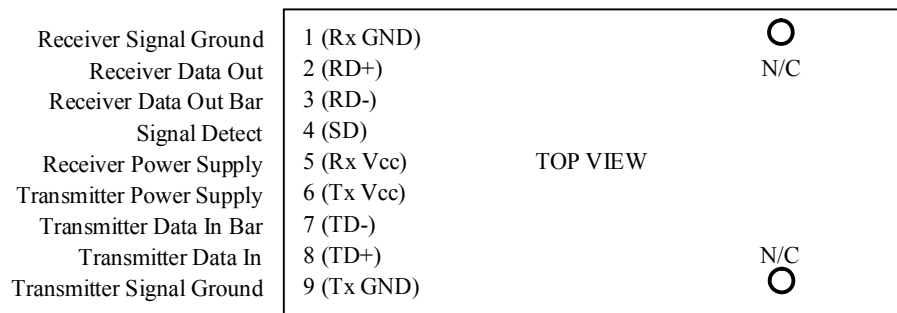 Receiver Signal Ground 1 (Rx GND)
Receiver Data Out 2 (RD+) N/C
Receiver Data Out Bar 3 (RD-)
Signal Detect 4 (SD)
Receiver Power Supply 5 (Rx Vcc) TOP VIEW
Transmitter Power Supply 6 (Tx Vcc)
Transmitter Data In Bar 7 (TD-)
Transmitter Data In 8 (TD+) N/C
Transmitter Signal Ground 9 (Tx GND)